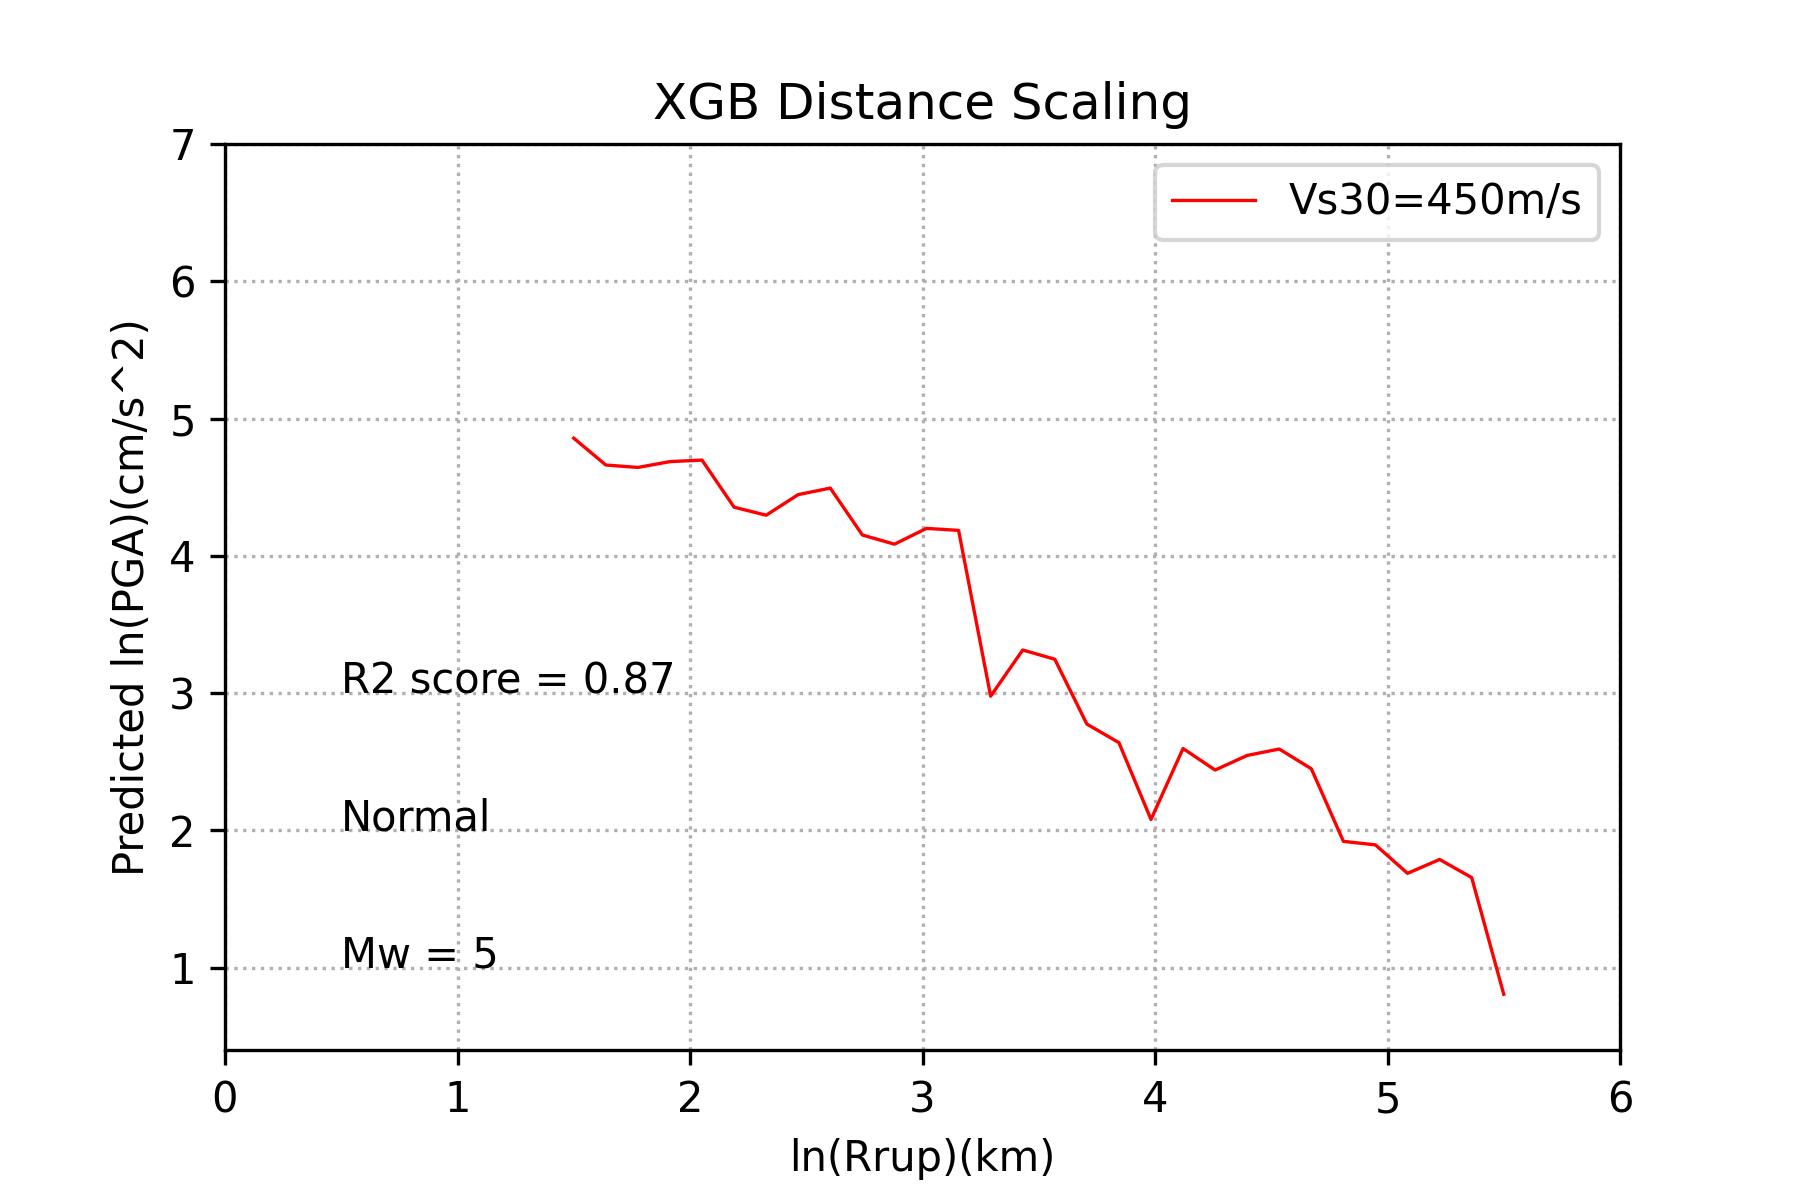 XGB Distance Scaling
7
6
5
4
3
2
1
Predicted ln(PGA)(cm/s^2)
Vs30=450m/s
R2 score = 0.87
Normal
Mw = 5
0 1 2 3 4 5 6
ln(Rrup)(km)